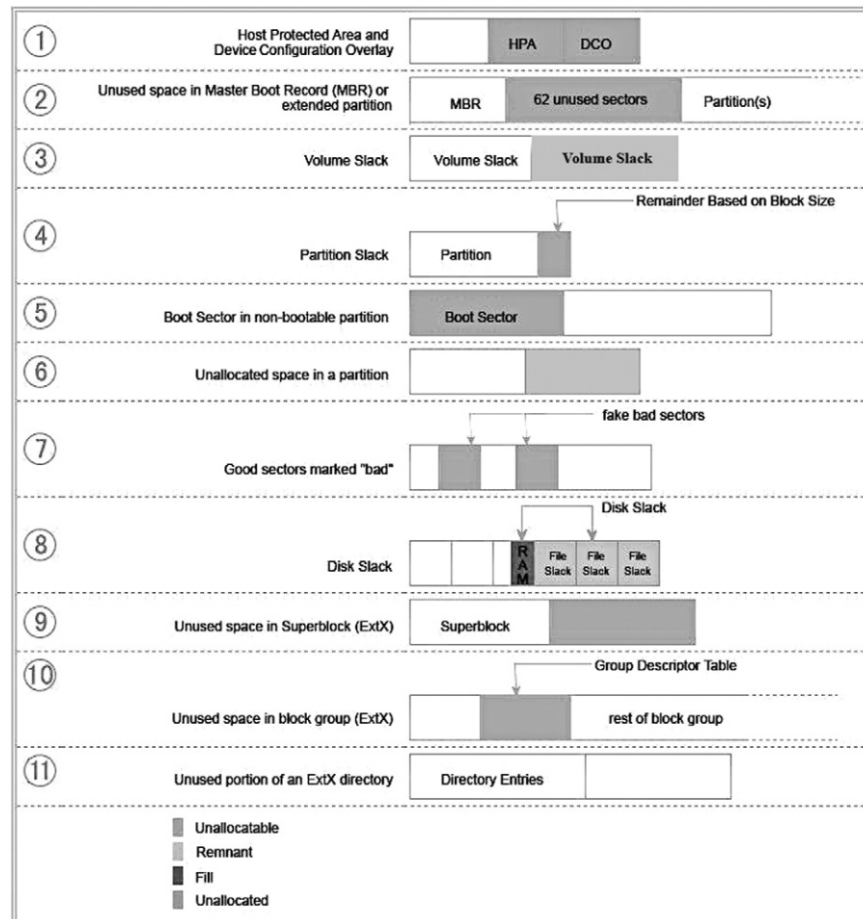 ①
Host Protected Area and
Device Configuration Overlay
HPA
DCO
②
Unused space in Master Boot Record (MBR) or
extended partition
MBR
62 unused sectors
Partition(s)
③
Volume Slack
Volume Slack
Volume Slack
Remainder Based on Block Size
④
Partition Slack
Partition
⑤
Boot Sector in non-bootable partition
Boot Sector
⑥
Unallocated space in a partition
fake bad sectors
⑦
Good sectors marked "bad"
Disk Slack
⑧
Disk Slack
RAM
File
Slack
File
Slack
File
Slack
⑨
Unused space in Superblock (ExtX)
Superblock
⑩
Group Descriptor Table
Unused space in block group (ExtX)
rest of block group
⑪
Unused portion of an ExtX directory
Directory Entries
Unallocatable
Remnant
Fill
Unallocated